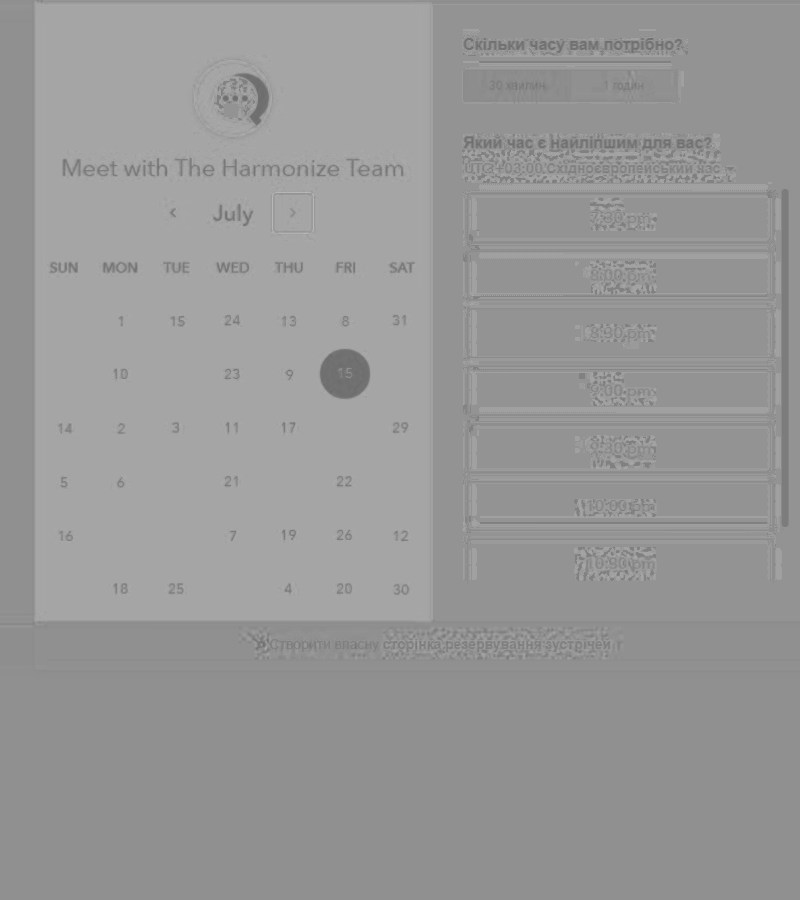 Meet with The Harmonize Team
July
SUN MON TUE WED THU FRI SAT
1 15 24 13 8 31
10 23 9 15
14 2 3 11 17 29
5 6 21 22
16 7 19 26 12
18 25 4 20 30
Скільки часу вам потрібно?
30 хвилин 1 годин
Який час є найліпшим для вас?
UTC +03:00 Східноєвропейський час
7:30 pm
8:00 pm
8:30 pm
9:00 pm
9:30 pm
10:00 pm
10:30 pm
Створити власну сторінка резервування зустрічей